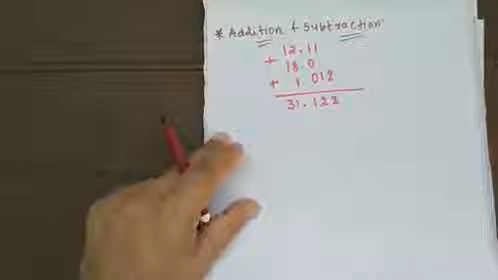 * Addition & Subtraction
12.11
+ 18.0
+ 1.012
31.122